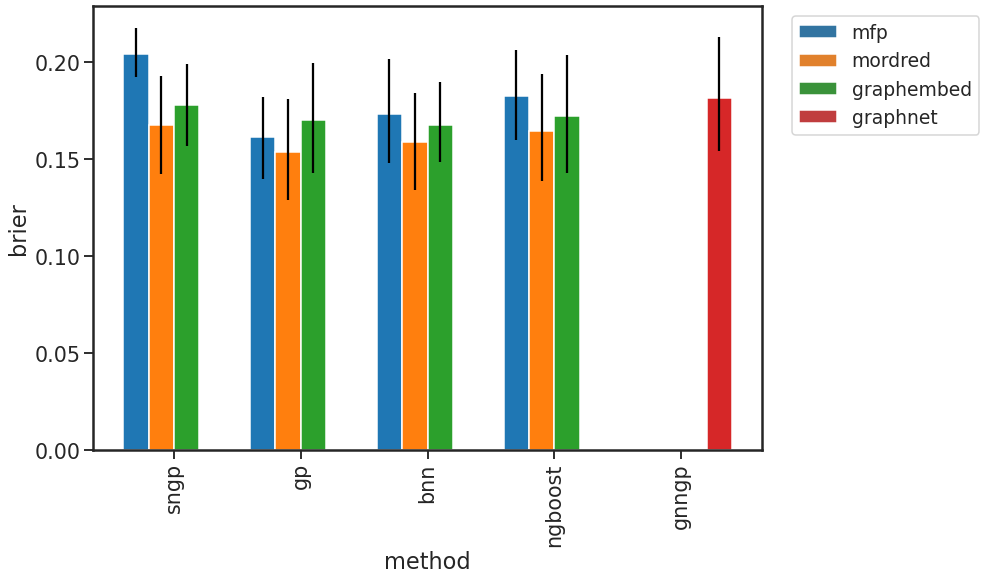 brier
0.20
0.15
0.10
0.05
0.00
sngp
gp
bnn
ngboost
gnngp
method
mfp
mordred
graphembed
graphnet